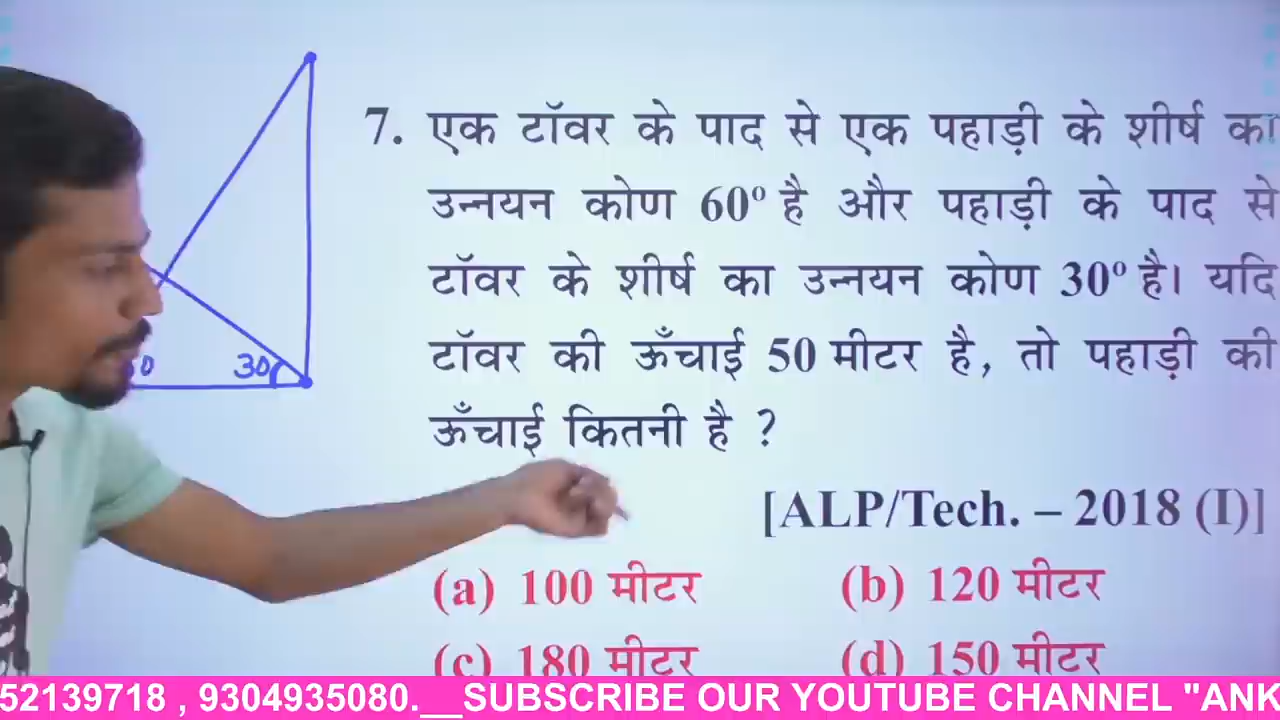 7. एक टॉवर के पाद से एक पहाड़ी के शीर्ष का
उन्नयन कोण 60° है और पहाड़ी के पाद से
टॉवर के शीर्ष का उन्नयन कोण 30° है। यदि
टॉवर की ऊँचाई 50 मीटर है, तो पहाड़ी की
ऊँचाई कितनी है ?
[ALP/Tech. – 2018 (I)]
(a) 100 मीटर (b) 120 मीटर
(c) 180 मीटर (d) 150 मीटर
0 30
52139718 , 9304935080.__SUBSCRIBE OUR YOUTUBE CHANNEL "ANK